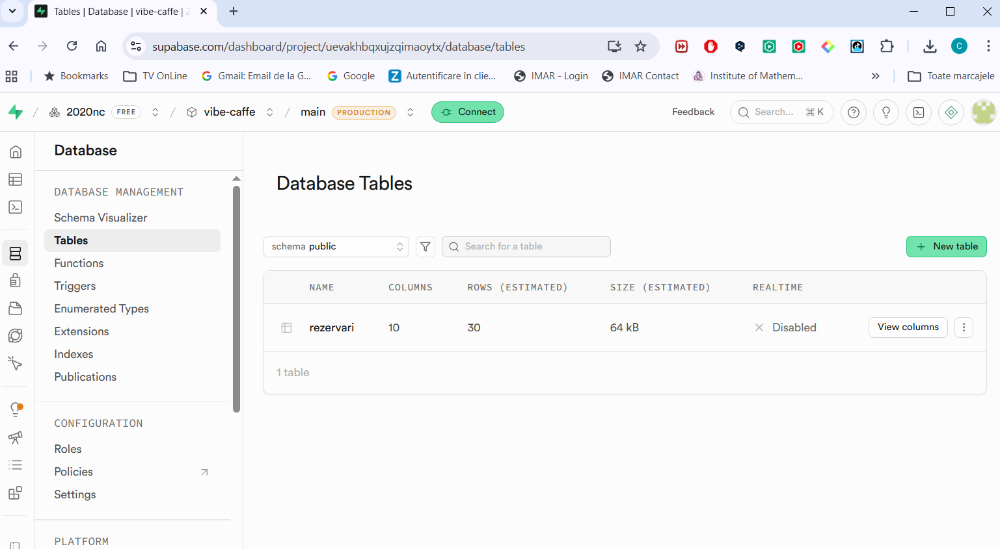 Tables | Database | vibe-caffe |
supabase.com/dashboard/project/uevakhbqxujzqimaoytx/database/tables
C
Bookmarks TV OnLine Gmail: Email de la G... Google Autentificare în clie... IMAR - Login IMAR Contact Institute of Mathem... » Toate marcajele
/ 2020nc FREE / vibe-caffe / main PRODUCTION Connect Feedback Search... ⌘ K
Database
DATABASE MANAGEMENT
Schema Visualizer
Tables
Functions
Triggers
Enumerated Types
Extensions
Indexes
Publications
CONFIGURATION
Roles
Policies
Settings
PLATFORM
Database Tables
schema public Search for a table New table
NAME COLUMNS ROWS (ESTIMATED) SIZE (ESTIMATED) REALTIME
rezervari 10 30 64 kB Disabled View columns
1 table